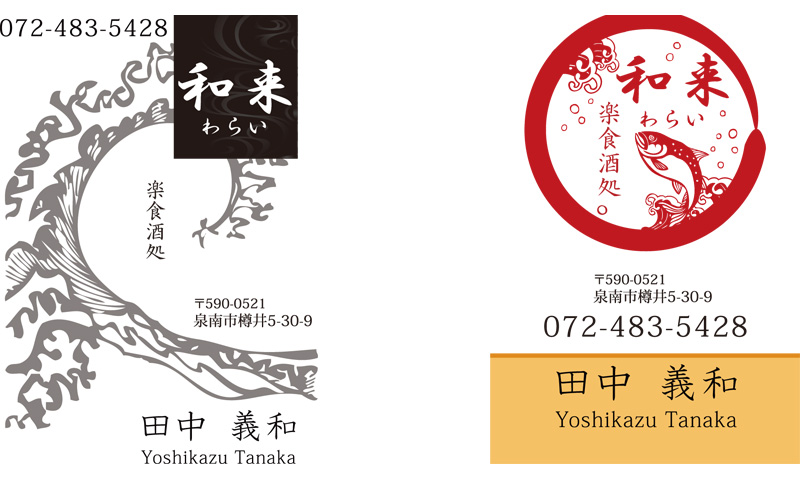 072-483-5428
和来
わらい
楽食酒処
〒590-0521
泉南市樽井5-30-9
田中 義和
Yoshikazu Tanaka
和来
わらい
楽食酒処。
〒590-0521
泉南市樽井5-30-9
072-483-5428
田中 義和
Yoshikazu Tanaka